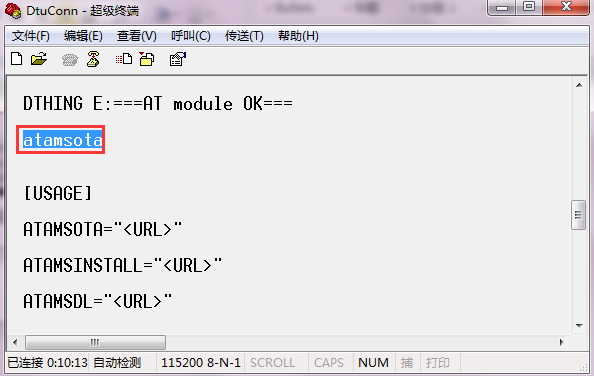 DtuConn - 超级终端
文件(F) 编辑(E) 查看(V) 呼叫(C) 传送(T) 帮助(H)
DTHING E:===AT module OK===
atamsota
[USAGE]
ATAMSOTA="<URL>"
ATAMSINSTALL="<URL>"
ATAMSDL="<URL>"
已连接 0:10:13 自动检测 115200 8-N-1 SCROLL CAPS NUM 捕 打印